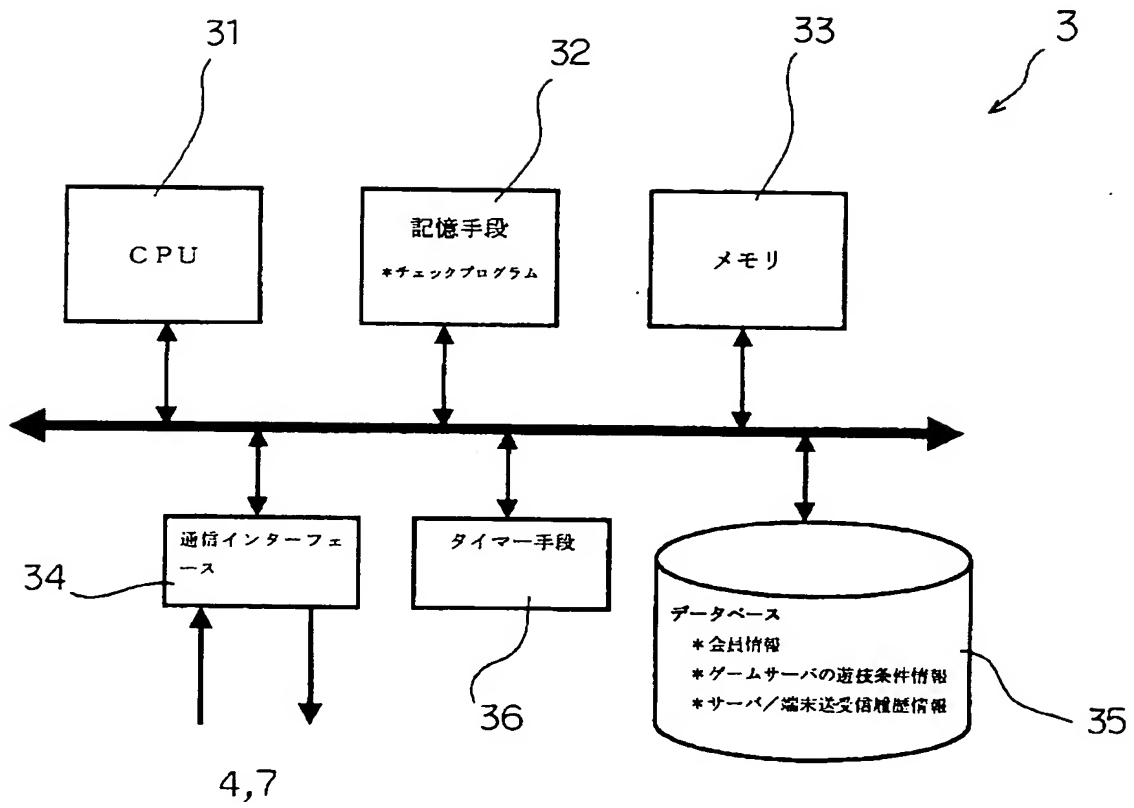 31
32
33
3
CPU
記憶手段
*チェックプログラム
メモリ
通信インターフェ
ース
タイマー手段
34
36
データベース
*会員情報
*ゲームサーバの遊技条件情報
*サーバ/端末送受信履歴情報
35
4,7